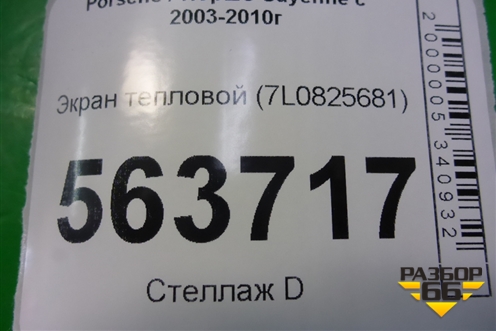 Porsche Cayenne с
2003-2010г
Экран тепловой (7L0825681)
563717
Стеллаж D
2000005340932
РАЗБОР
66